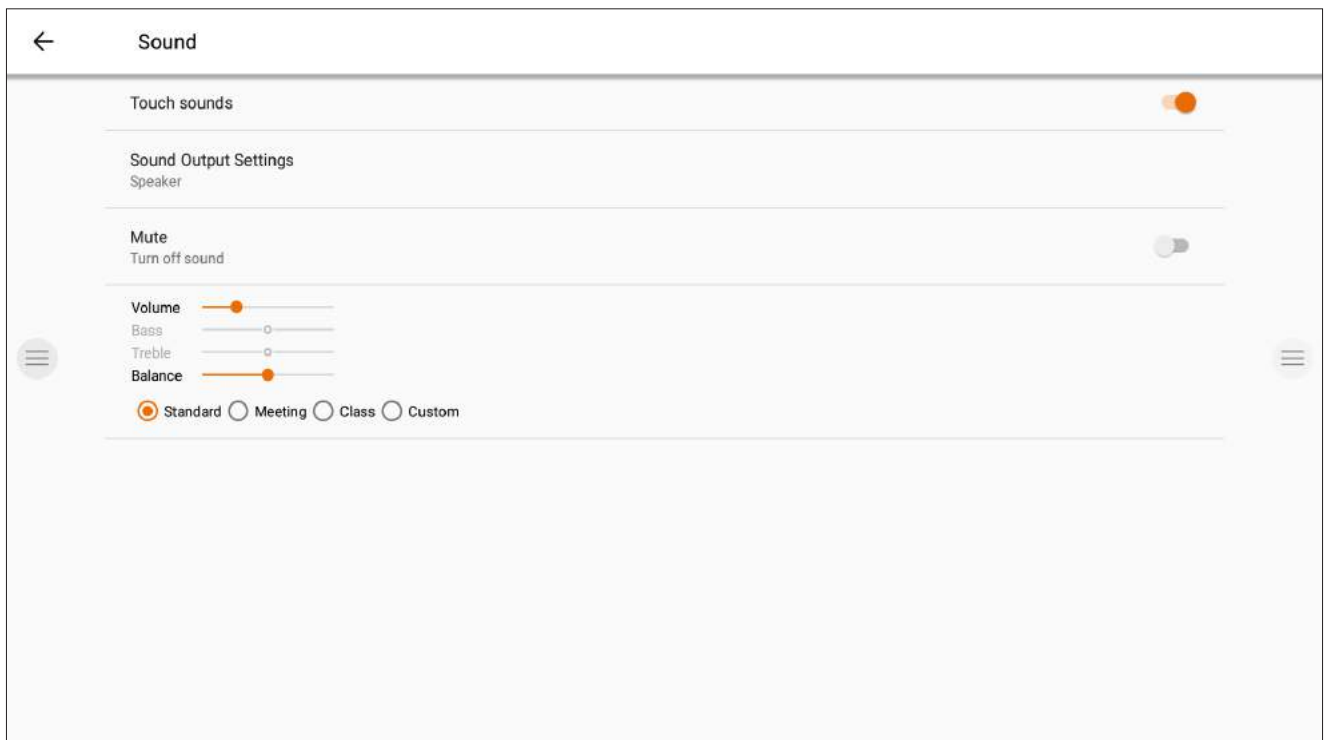 Sound
Touch sounds
Sound Output Settings
Speaker
Mute
Turn off sound
Volume
Bass
Treble
Balance
Standard Meeting Class Custom